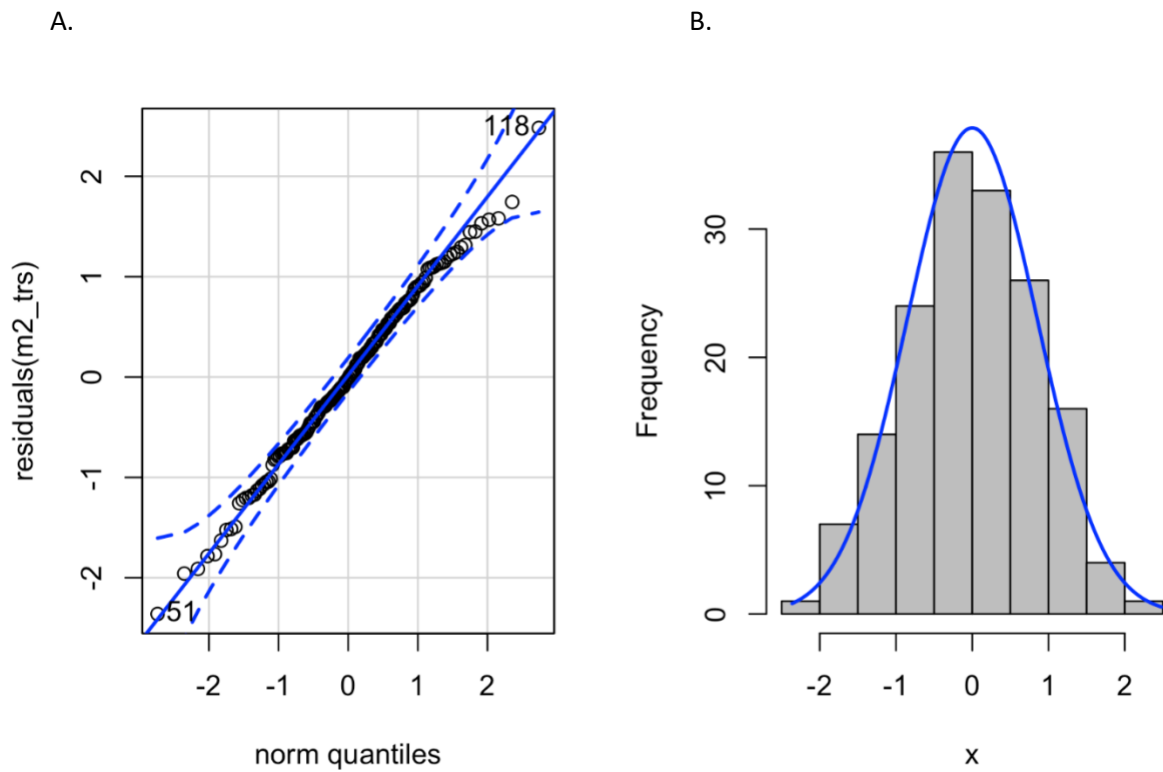 A.
B.
118
51
2
1
0
-1
-2
residuals(m2_trs)
-2 -1 0 1 2
norm quantiles
30
20
10
0
Frequency
-2 -1 0 1 2
x